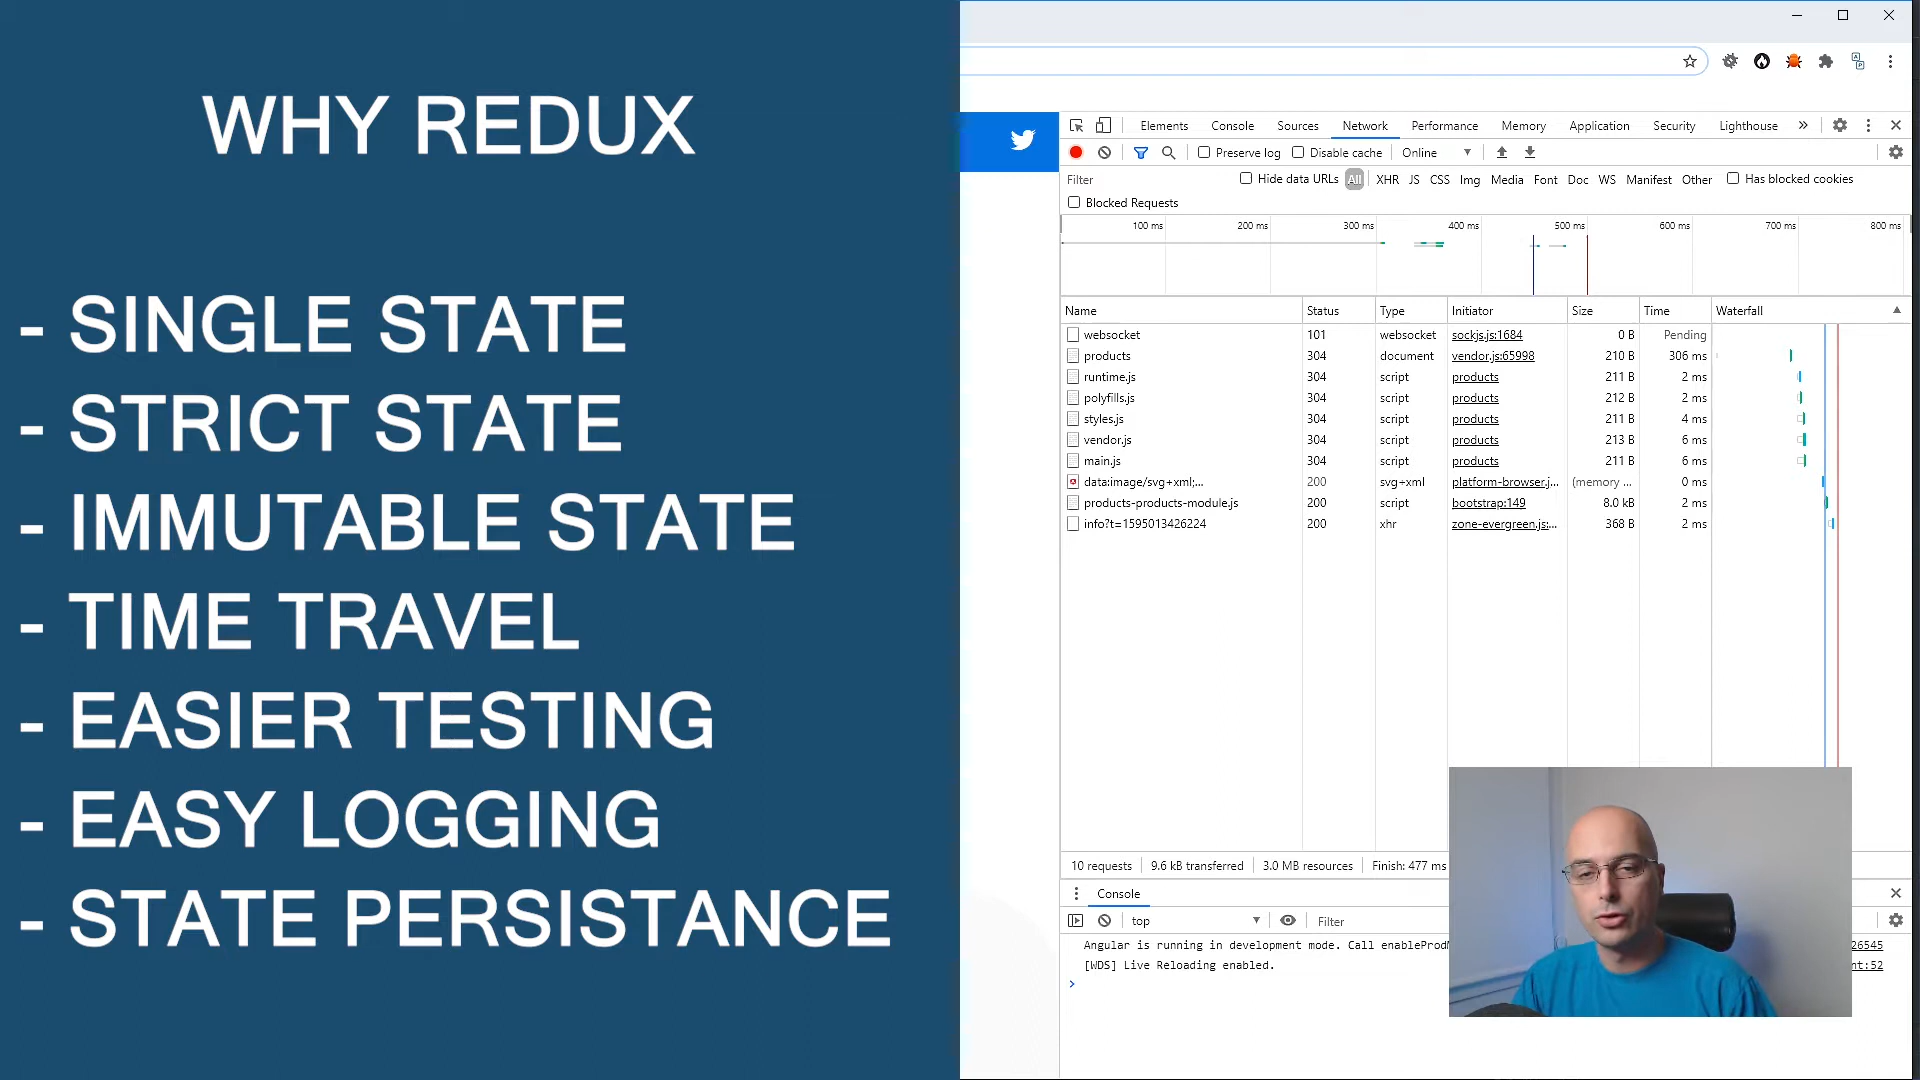 WHY REDUX
- SINGLE STATE
- STRICT STATE
- IMMUTABLE STATE
- TIME TRAVEL
- EASIER TESTING
- EASY LOGGING
- STATE PERSISTANCE
Elements Console Sources Network Performance Memory Application Security Lighthouse »
Preserve log Disable cache Online
Filter Hide data URLs All XHR JS CSS Img Media Font Doc WS Manifest Other Has blocked cookies
Blocked Requests
100 ms 200 ms 300 ms 400 ms 500 ms 600 ms 700 ms 800 ms
Name Status Type Initiator Size Time Waterfall
websocket 101 websocket sockjs.js:1684 0 B Pending
products 304 document vendor.js:65998 210 B 306 ms
runtime.js 304 script products 211 B 2 ms
polyfills.js 304 script products 212 B 2 ms
styles.js 304 script products 211 B 4 ms
vendor.js 304 script products 213 B 6 ms
main.js 304 script products 211 B 6 ms
data:image/svg+xml;... 200 svg+xml platform-browser.j... (memory ... 0 ms
products-products-module.js 200 script bootstrap:149 8.0 kB 2 ms
info?t=1595013426224 200 xhr zone-evergreen.js:... 368 B 2 ms
10 requests 9.6 kB transferred 3.0 MB resources Finish: 477 ms
Console
top Filter
Angular is running in development mode. Call enableProd 26545
[WDS] Live Reloading enabled. nt:52
>